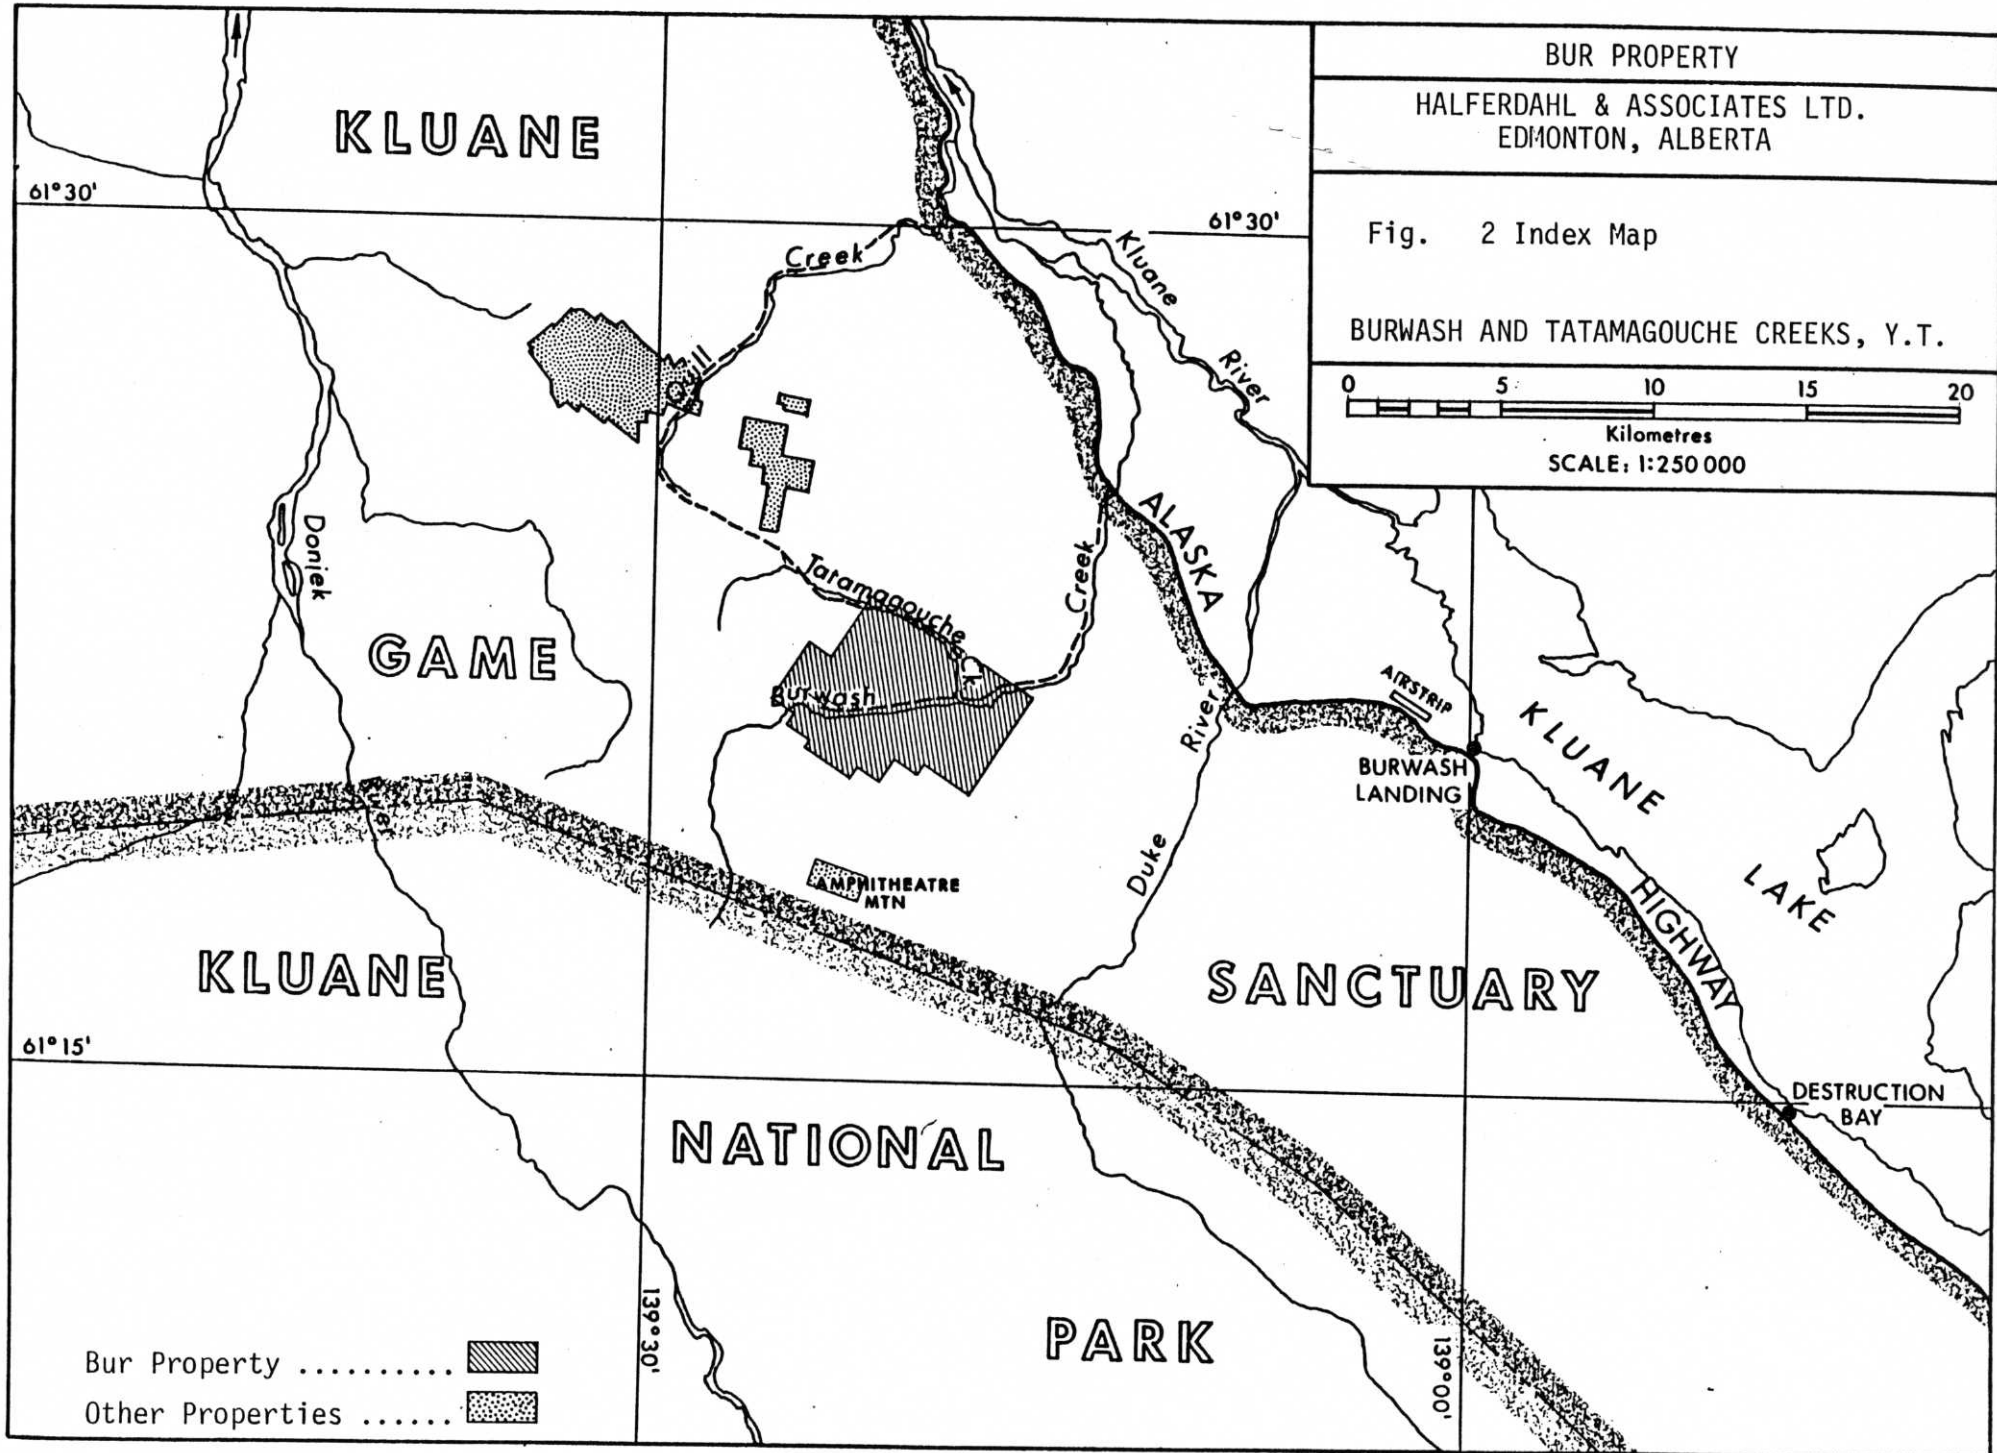 BUR PROPERTY
HALFERDAHL & ASSOCIATES LTD.
EDMONTON, ALBERTA
Fig. 2 Index Map
BURWASH AND TATAMAGOUCHE CREEKS, Y.T.
0 5 10 15 20
Kilometres
SCALE: 1:250 000
KLUANE
61°30'
61°30'
Creek
Kluane
River
Quill
Donjek
ALASKA
Tatamagouche
Ck
Creek
GAME
Burwash
River
AIRSTRIP
KLUANE
BURWASH
LANDING
River
Duke
AMPHITHEATRE
MTN
LAKE
HIGHWAY
KLUANE
SANCTUARY
61°15'
DESTRUCTION
BAY
NATIONAL
139°30'
PARK
139°00'
Bur Property ..........
Other Properties ......